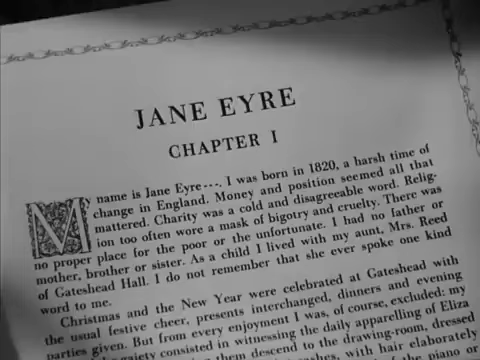 JANE EYRE
CHAPTER I
My name is Jane Eyre---. I was born in 1820, a harsh time of
change in England. Money and position seemed all that
mattered. Charity was a cold and disagreeable word. Relig-
ion too often wore a mask of bigotry and cruelty. There was
no proper place for the poor or the unfortunate. I had no father or
mother, brother or sister. As a child I lived with my aunt, Mrs. Reed
of Gateshead Hall. I do not remember that she ever spoke one kind
word to me.
Christmas and the New Year were celebrated at Gateshead with
the usual festive cheer, presents interchanged, dinners and evening
parties given. But from every enjoyment I was, of course, excluded: my
gaiety consisted in witnessing the daily apparelling of Eliza
them descend to the drawing-room, dressed
with hair elaborately
the piano or